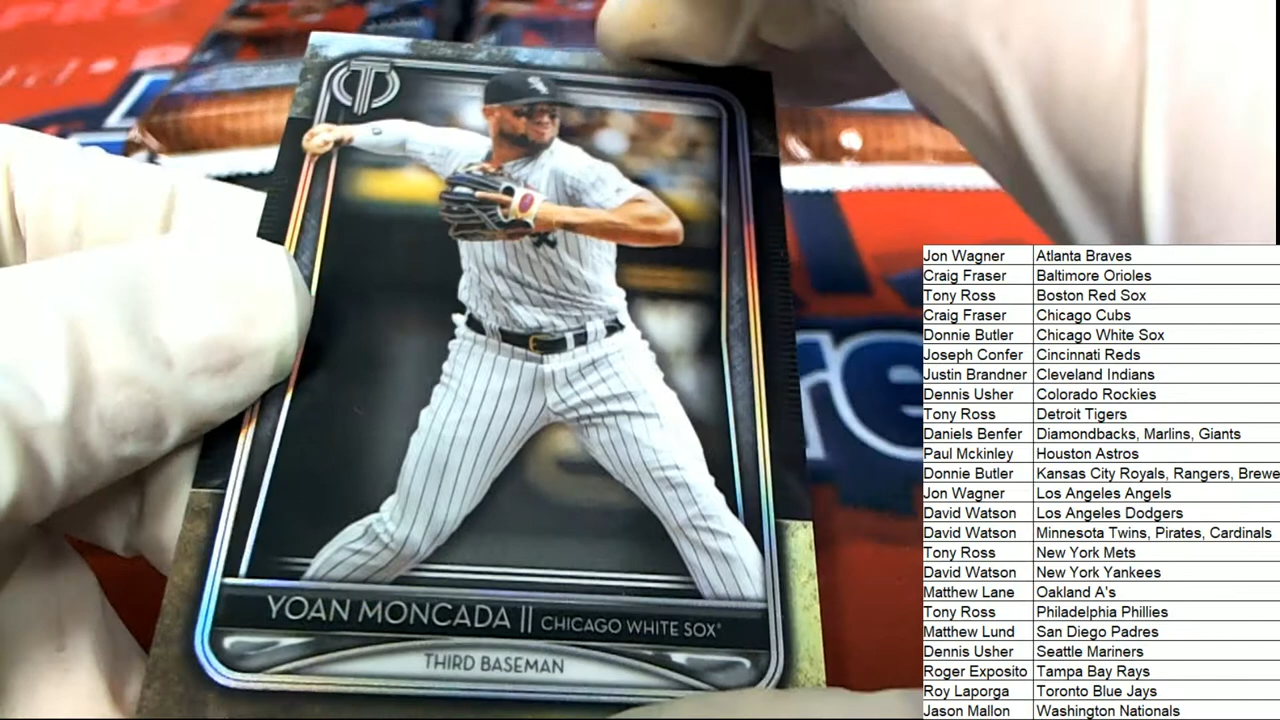 YOAN MONCADA || CHICAGO WHITE SOX®
THIRD BASEMAN
Jon Wagner Atlanta Braves
Craig Fraser Baltimore Orioles
Tony Ross Boston Red Sox
Craig Fraser Chicago Cubs
Donnie Butler Chicago White Sox
Joseph Confer Cincinnati Reds
Justin Brandner Cleveland Indians
Dennis Usher Colorado Rockies
Tony Ross Detroit Tigers
Daniels Benfer Diamondbacks, Marlins, Giants
Paul Mckinley Houston Astros
Donnie Butler Kansas City Royals, Rangers, Brewe
Jon Wagner Los Angeles Angels
David Watson Los Angeles Dodgers
David Watson Minnesota Twins, Pirates, Cardinals
Tony Ross New York Mets
David Watson New York Yankees
Matthew Lane Oakland A's
Tony Ross Philadelphia Phillies
Matthew Lund San Diego Padres
Dennis Usher Seattle Mariners
Roger Exposito Tampa Bay Rays
Roy Laporga Toronto Blue Jays
Jason Mallon Washington Nationals